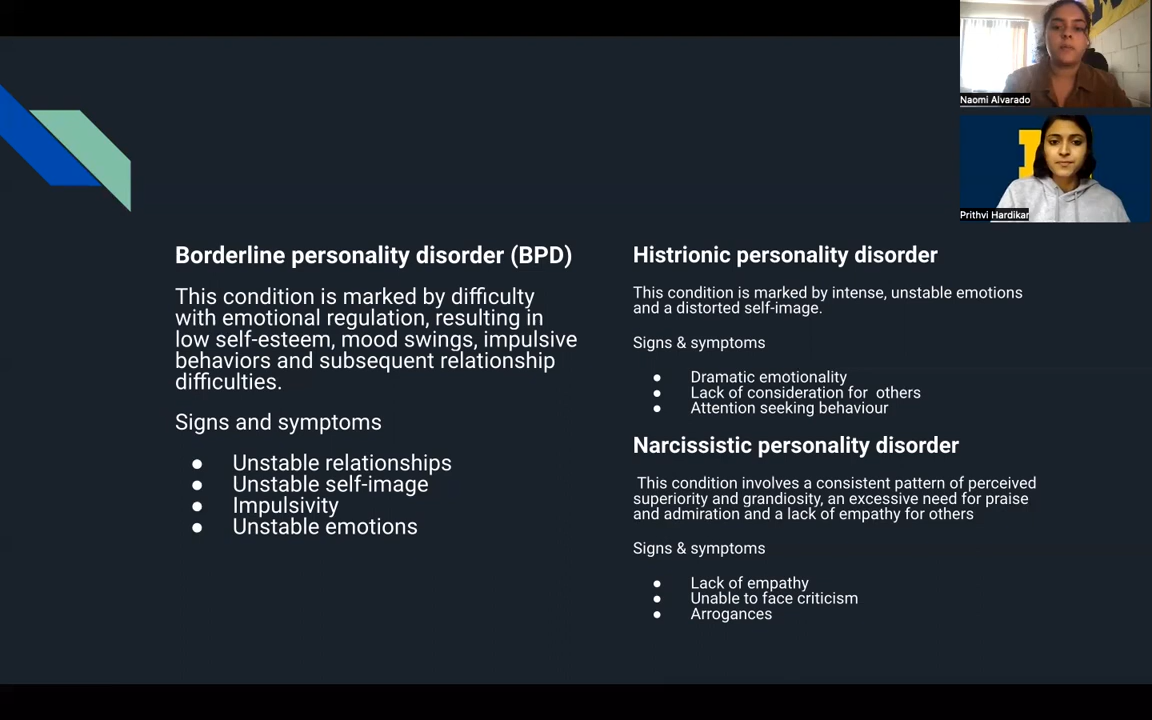 Naomi Alvarado
Prithvi Hardikar
Borderline personality disorder (BPD)
This condition is marked by difficulty
with emotional regulation, resulting in
low self-esteem, mood swings, impulsive
behaviors and subsequent relationship
difficulties.
Signs and symptoms
● Unstable relationships
● Unstable self-image
● Impulsivity
● Unstable emotions
Histrionic personality disorder
This condition is marked by intense, unstable emotions
and a distorted self-image.
Signs & symptoms
● Dramatic emotionality
● Lack of consideration for  others
● Attention seeking behaviour
Narcissistic personality disorder
This condition involves a consistent pattern of perceived
superiority and grandiosity, an excessive need for praise
and admiration and a lack of empathy for others
Signs & symptoms
● Lack of empathy
● Unable to face criticism
● Arrogances